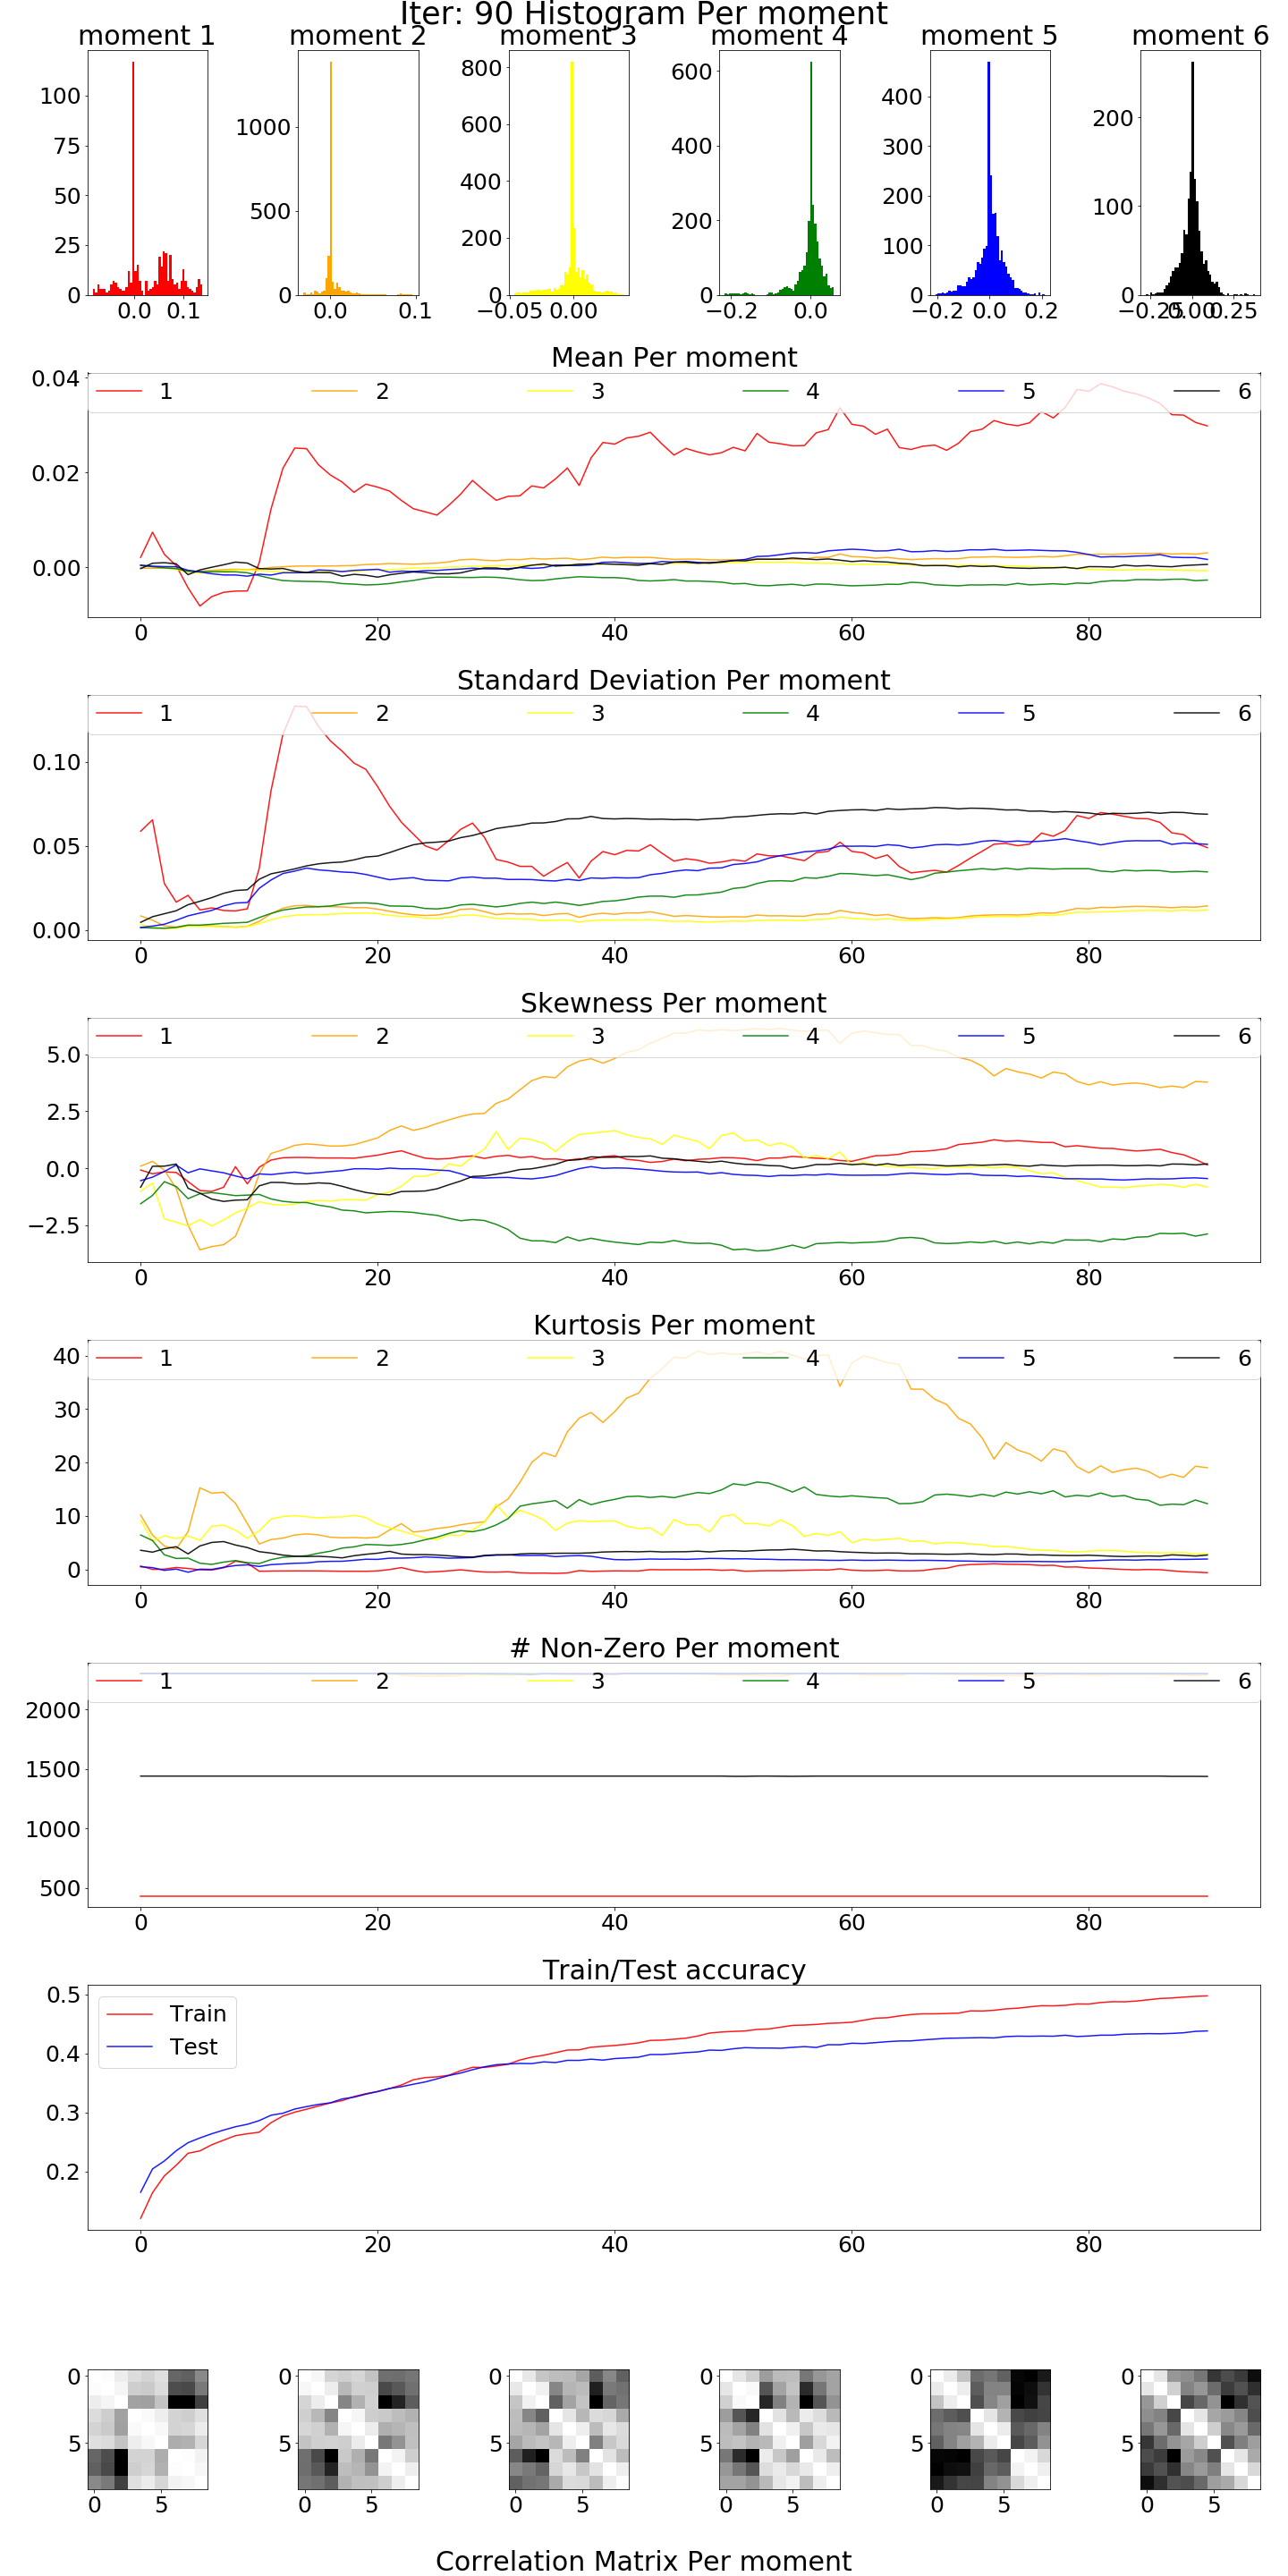 Iter: 90 Histogram Per moment
moment 1 moment 2 moment 3 moment 4 moment 5 moment 6
100 75 50 25 0
1000 500 0
800 600 400 200 0
600 400 200 0
400 300 200 100 0
200 100 0
0.0 0.1 0.0 0.1 −0.05 0.00 −0.2 0.0 −0.2 0.0 0.2 −0.25 0.00 0.25
Mean Per moment
1 2 3 4 5 6
0.04
0.02
0.00
0 20 40 60 80
Standard Deviation Per moment
1 2 3 4 5 6
0.10
0.05
0.00
0 20 40 60 80
Skewness Per moment
1 2 3 4 5 6
5.0
2.5
0.0
−2.5
0 20 40 60 80
Kurtosis Per moment
1 2 3 4 5 6
40
30
20
10
0
0 20 40 60 80
# Non-Zero Per moment
1 2 3 4 5 6
2000
1500
1000
500
0 20 40 60 80
Train/Test accuracy
Train
Test
0.5
0.4
0.3
0.2
0 20 40 60 80
0 0 0 0 0 0
5 5 5 5 5 5
0 5 0 5 0 5 0 5 0 5 0 5
Correlation Matrix Per moment